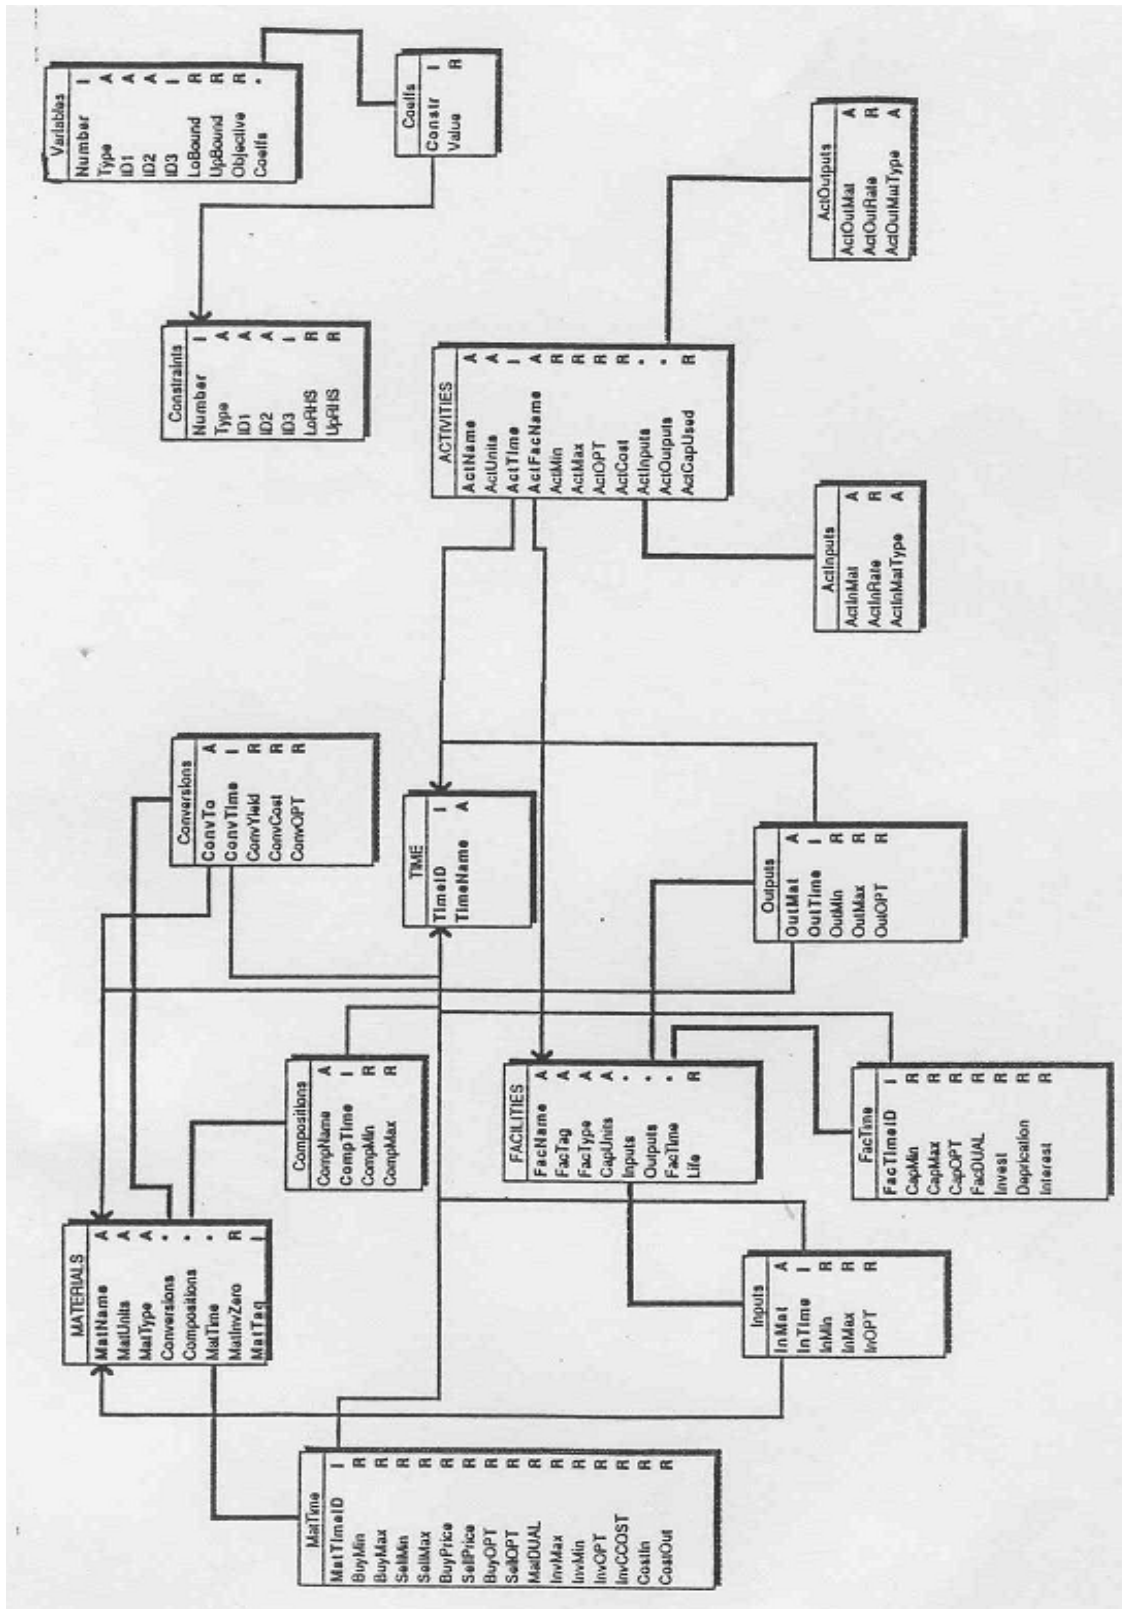 MATERIALS
MatName A
MatUnits A
MatType A
Conversions *
Compositions *
MatTime *
MatInvZero R
MatTag I
MatTime
MatTimeID I
BuyMin R
BuyMax R
SellMin R
SellMax R
BuyPrice R
SellPrice R
BuyOPT R
SellOPT R
MatDUAL R
InvMax R
InvMin R
InvOPT R
InvCCOST R
CostIn R
CostOut R
Compositions
CompName A
CompTime I
CompMin R
CompMax R
Conversions
ConvTo A
ConvTime I
ConvYield R
ConvCost R
ConvOPT R
Constraints
Number I
Type A
ID1 A
ID2 A
ID3 I
LoRHS R
UpRHS R
Variables
Number I
Type A
ID1 A
ID2 A
ID3 I
LoBound R
UpBound R
Objective R
Coeffs *
Coeffs
Constr I
Value R
TIME
TimeID I
TimeName A
ACTIVITIES
ActName A
ActUnits A
ActTime I
ActFacName A
ActMin R
ActMax R
ActOPT R
ActCost R
ActInputs *
ActOutputs *
ActCapUsed R
FACILITIES
FacName A
FacTag A
FacType A
CapUnits A
Inputs *
Outputs *
FacTime *
Life R
Inputs
InMat A
InTime I
InMin R
InMax R
InOPT R
FacTime
FacTimeID I
CapMin R
CapMax R
CapOPT R
FacDUAL R
Invest R
Deprication R
Interest R
Outputs
OutMat A
OutTime I
OutMin R
OutMax R
OutOPT R
ActInputs
ActInMat A
ActInRate R
ActInMatType A
ActOutputs
ActOutMat A
ActOutRate R
ActOutMatType A